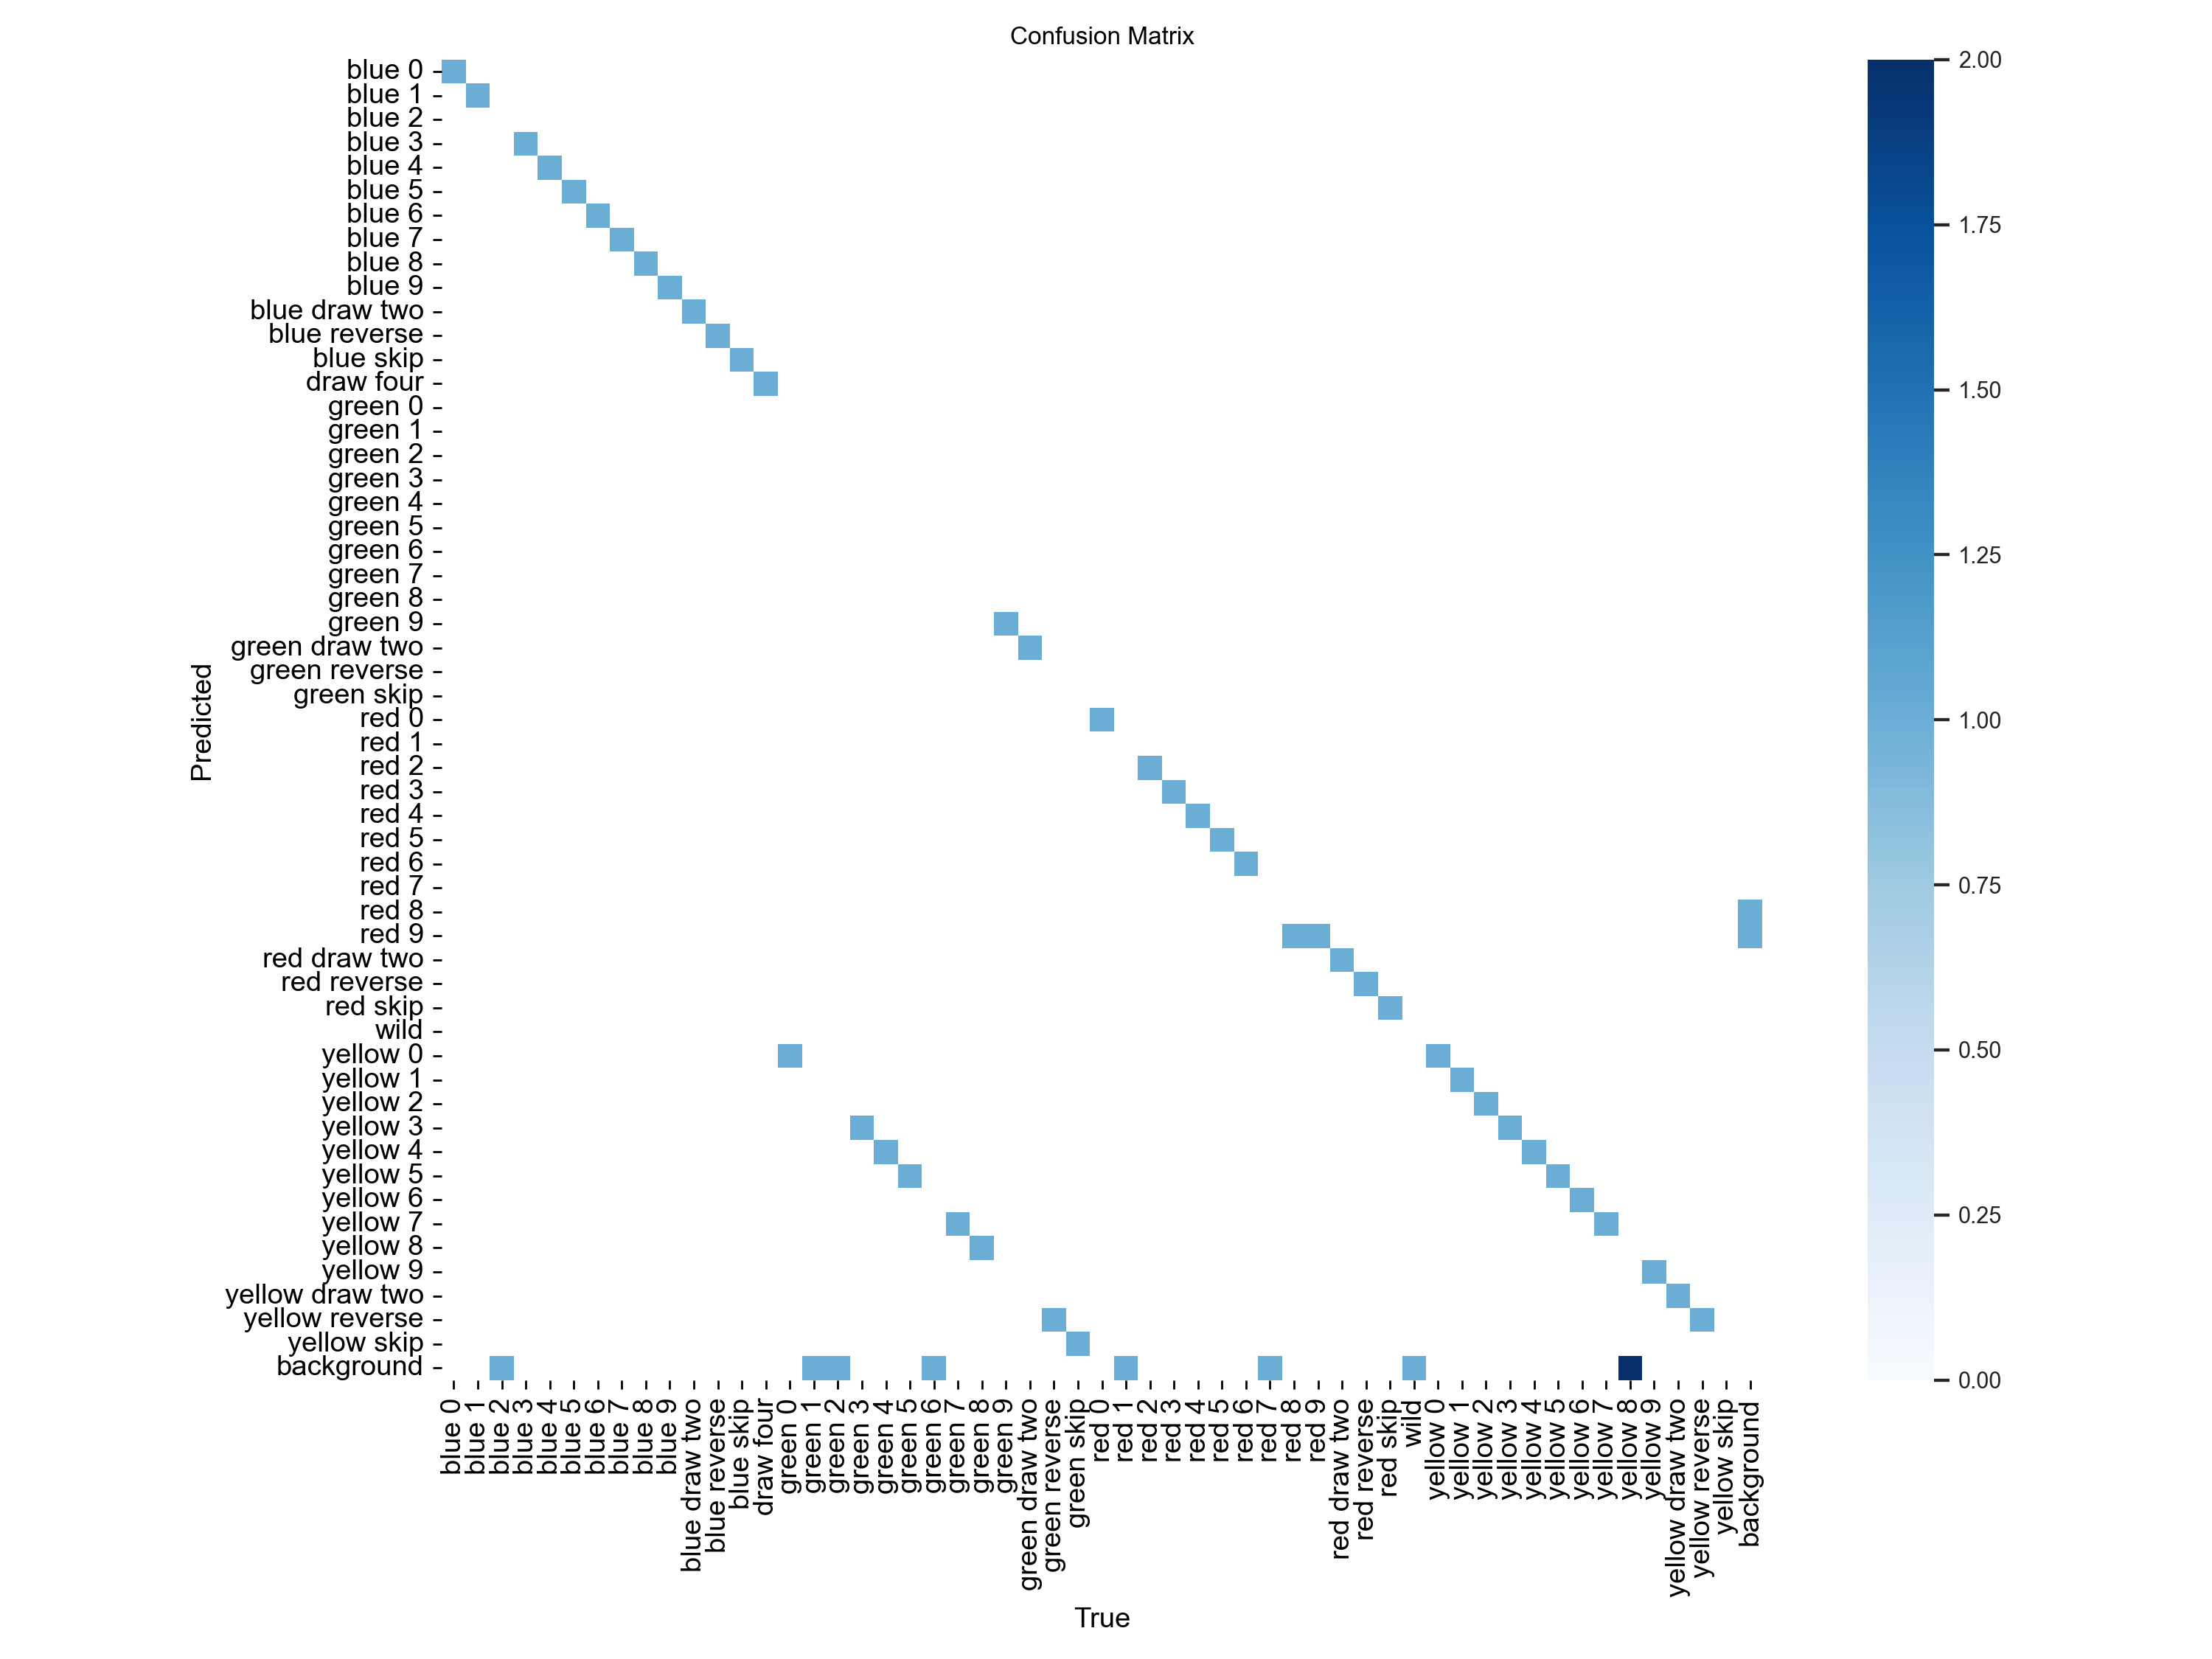 Confusion Matrix
blue 0
blue 1
blue 2
blue 3
blue 4
blue 5
blue 6
blue 7
blue 8
blue 9
blue draw two
blue reverse
blue skip
draw four
green 0
green 1
green 2
green 3
green 4
green 5
green 6
green 7
green 8
green 9
green draw two
green reverse
green skip
red 0
red 1
red 2
red 3
red 4
red 5
red 6
red 7
red 8
red 9
red draw two
red reverse
red skip
wild
yellow 0
yellow 1
yellow 2
yellow 3
yellow 4
yellow 5
yellow 6
yellow 7
yellow 8
yellow 9
yellow draw two
yellow reverse
yellow skip
background
Predicted
blue 0
blue 1
blue 2
blue 3
blue 4
blue 5
blue 6
blue 7
blue 8
blue 9
blue draw two
blue reverse
blue skip
draw four
green 0
green 1
green 2
green 3
green 4
green 5
green 6
green 7
green 8
green 9
green draw two
green reverse
green skip
red 0
red 1
red 2
red 3
red 4
red 5
red 6
red 7
red 8
red 9
red draw two
red reverse
red skip
wild
yellow 0
yellow 1
yellow 2
yellow 3
yellow 4
yellow 5
yellow 6
yellow 7
yellow 8
yellow 9
yellow draw two
yellow reverse
yellow skip
background
True
2.00
1.75
1.50
1.25
1.00
0.75
0.50
0.25
0.00